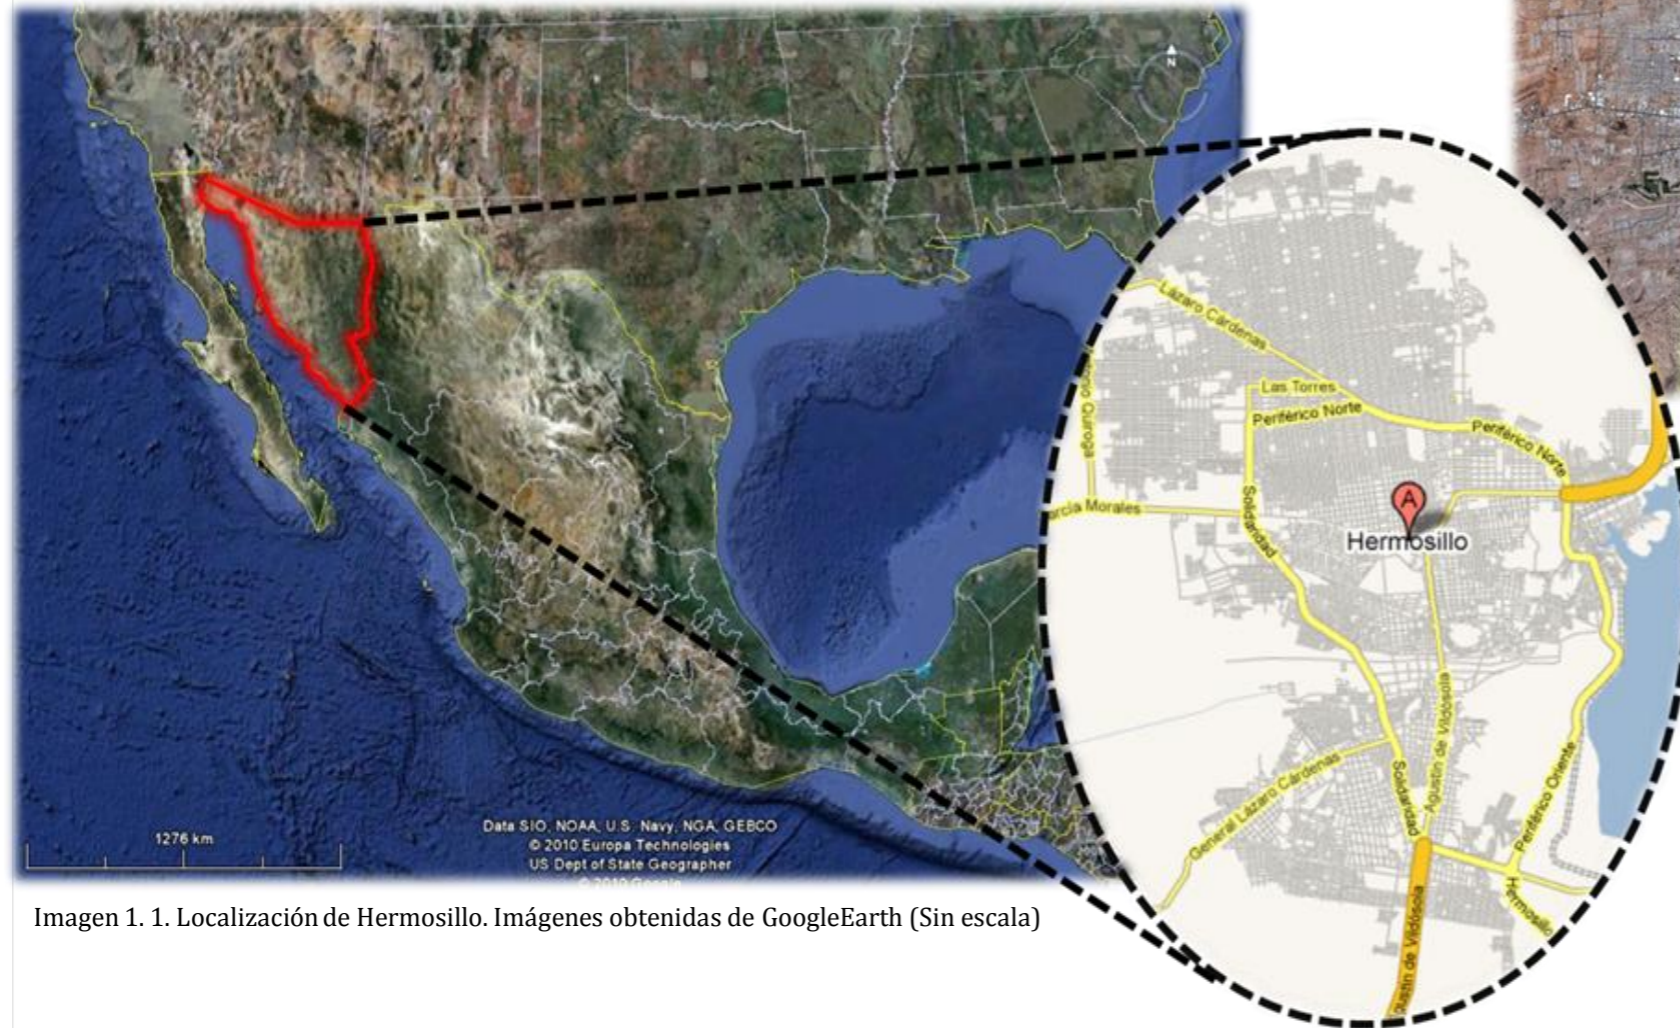 N
1276 km
Data SIO, NOAA, U.S. Navy, NGA, GEBCO
© 2010 Europa Technologies
US Dept of State Geographer
© 2010 Google
Lázaro Cárdenas
Las Torres
Periférico Norte
Periférico Norte
Quiroga
Morales
Solidaridad
A
Hermosillo
Agustín de Vildósola
General Lázaro Cárdenas
Solidaridad
Periférico Oriente
Hermosillo
de Vildósola
Imagen 1. 1. Localización de Hermosillo. Imágenes obtenidas de GoogleEarth (Sin escala)